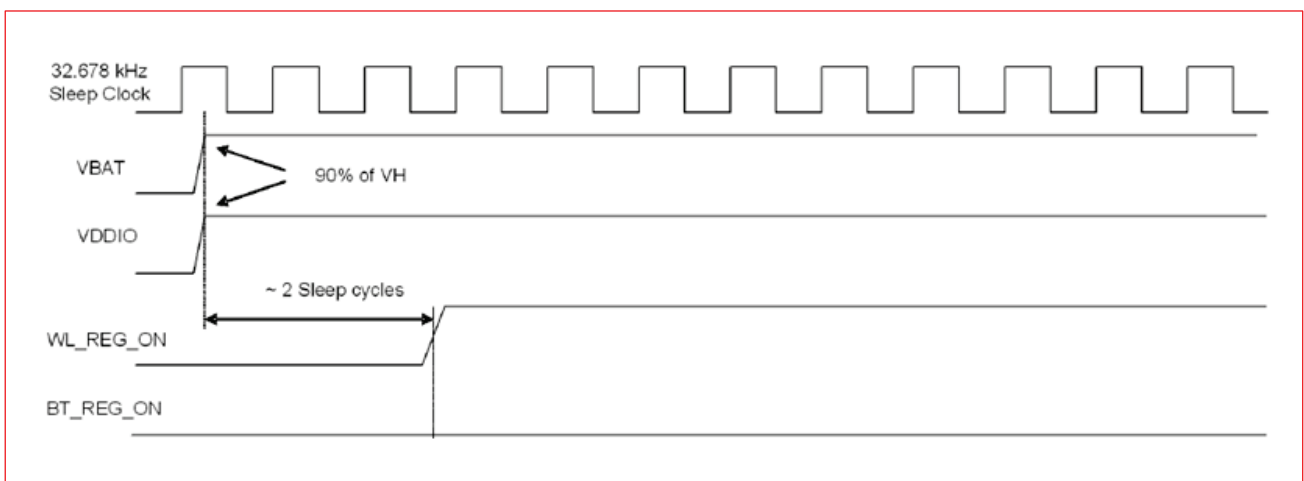 32.678 kHz
Sleep Clock
VBAT
90% of VH
VDDIO
~ 2 Sleep cycles
WL_REG_ON
BT_REG_ON